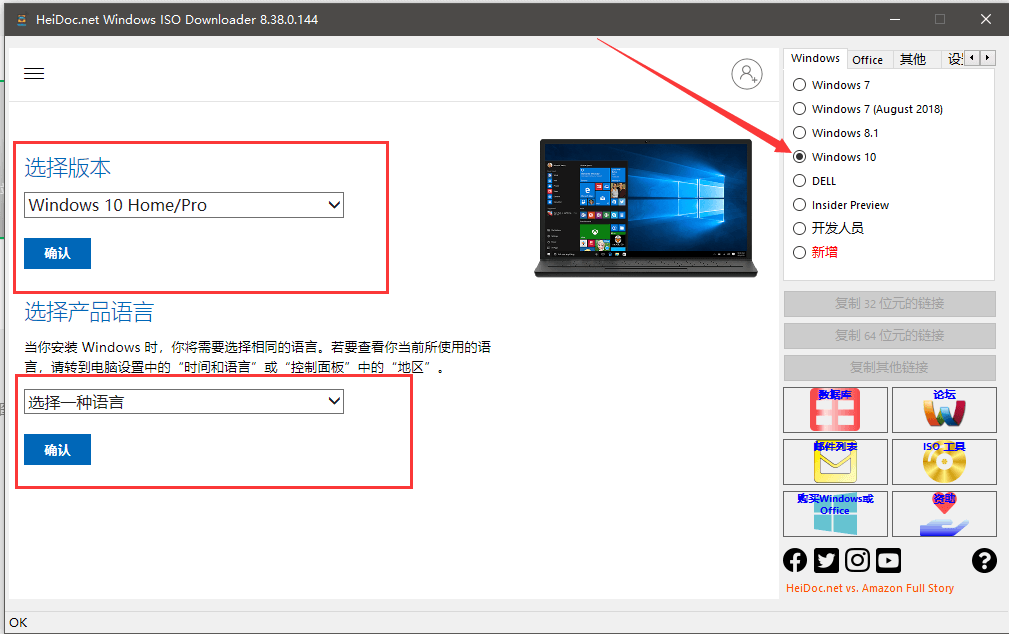 HeiDoc.net Windows ISO Downloader 8.38.0.144
选择版本
Windows 10 Home/Pro
确认
选择产品语言
当你安装 Windows 时，你将需要选择相同的语言。若要查看你当前所使用的语
言，请转到电脑设置中的“时间和语言”或“控制面板”中的“地区”。
选择一种语言
确认
Windows
Office
其他
Windows 7
Windows 7 (August 2018)
Windows 8.1
Windows 10
DELL
Insider Preview
开发人员
新增
复制 32 位元的链接
复制 64 位元的链接
复制其他链接
数据库
论坛
邮件列表
ISO 工具
购买Windows或
Office
资助
HeiDoc.net vs. Amazon Full Story
OK